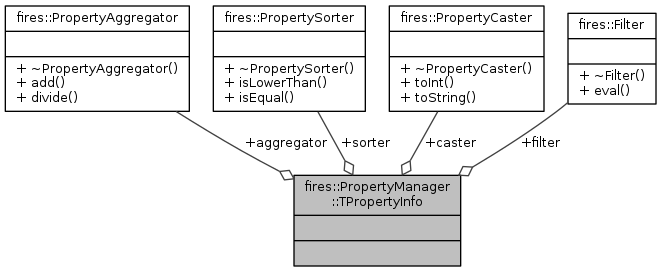 fires::PropertyAggregator
+ ~PropertyAggregator()
+ add()
+ divide()
fires::PropertySorter
+ ~PropertySorter()
+ isLowerThan()
+ isEqual()
fires::PropertyCaster
+ ~PropertyCaster()
+ toInt()
+ toString()
fires::Filter
+ ~Filter()
+ eval()
+aggregator
+sorter
+caster
+filter
fires::PropertyManager
::TPropertyInfo